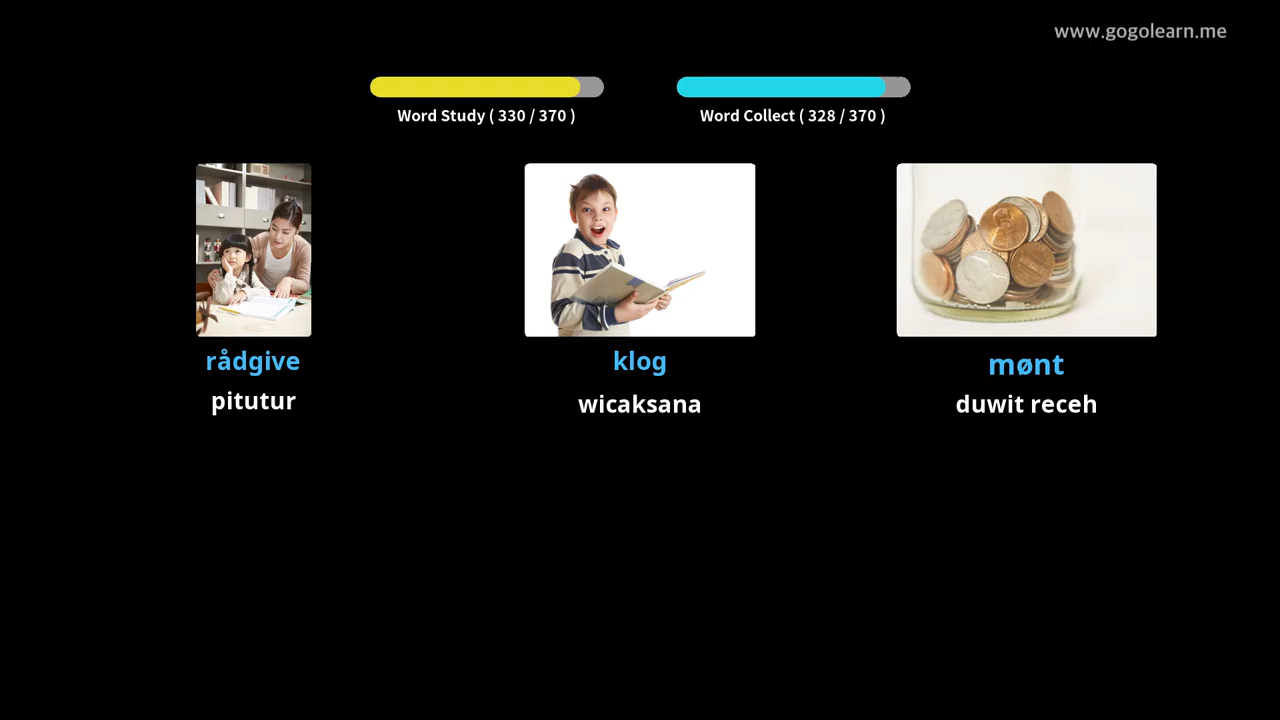 www.gogolearn.me
Word Study ( 330 / 370 )
Word Collect ( 328 / 370 )
rådgive
pitutur
klog
wicaksana
mønt
duwit receh